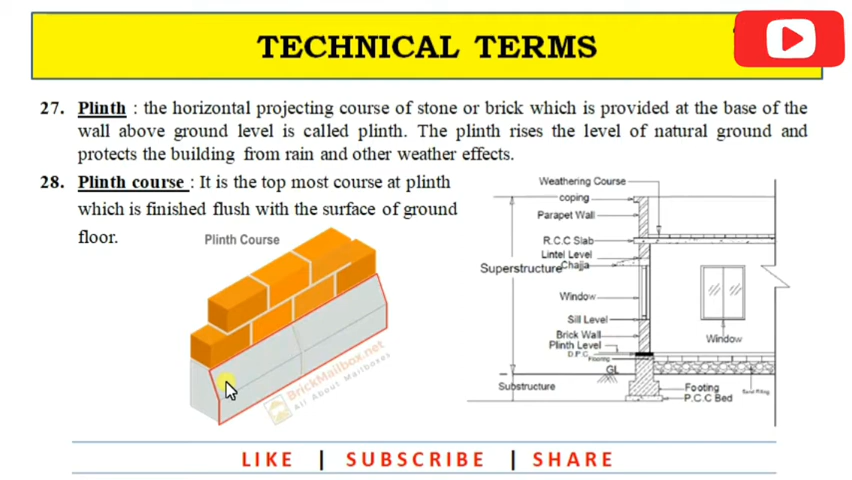 TECHNICAL TERMS
27. Plinth : the horizontal projecting course of stone or brick which is provided at the base of the
wall above ground level is called plinth. The plinth rises the level of natural ground and
protects the building from rain and other weather effects.
28. Plinth course : It is the top most course at plinth
which is finished flush with the surface of ground
floor.
Plinth Course
BrickMailbox.net
All About Mailboxes
Weathering Course
coping
Parapet Wall
R.C.C Slab
Lintel Level
Chajja
Superstructure
Window
Sill Level
Brick Wall
Window
Plinth Level
D.P.C
Flooring
GL
Substructure
Footing
Sand Filling
P.C.C Bed
LIKE | SUBSCRIBE | SHARE